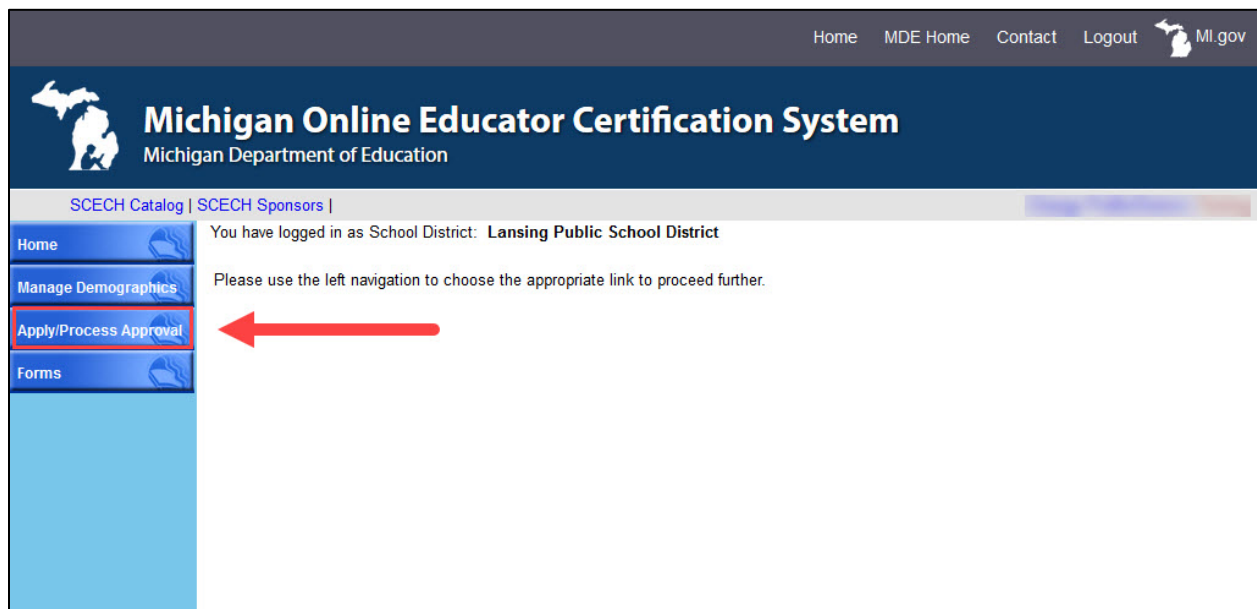 Home MDE Home Contact Logout MI.gov
Michigan Online Educator Certification System
Michigan Department of Education
SCECH Catalog | SCECH Sponsors |
You have logged in as School District: Lansing Public School District
Home
Please use the left navigation to choose the appropriate link to proceed further.
Manage Demographics
Apply/Process Approval
Forms